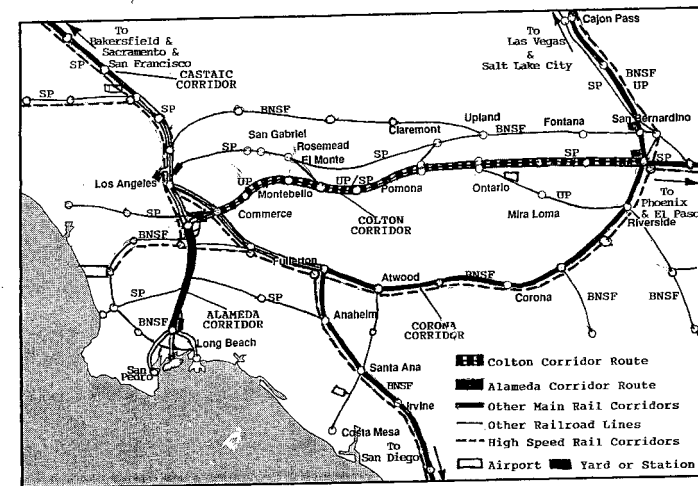 To
Bakersfield &
Sacramento &
San Francisco
SP
CASTAIC
CORRIDOR
SP
SP
To
Las Vegas
&
Salt Lake City
Cajon Pass
BNSF
UP
SP
BNSF
Claremont
Upland
BNSF
Fontana
San Bernardino
San Gabriel
SP
Rosemead
El Monte
SP
SP
SP
Los Angeles
Montebello
UP/SP
Pomona
Ontario
UP
To
Phoenix
& El Paso
UP
Commerce
COLTON
CORRIDOR
Mira Loma
Riverside
SP
BNSF
Fullerton
Atwood
BNSF
Corona
BNSF
BNSF
SP
SP
ALAMEDA
CORRIDOR
Anaheim
CORONA
CORRIDOR
BNSF
Long Beach
San
Pedro
Santa Ana
BNSF
Irvine
Costa Mesa
To
San Diego
Colton Corridor Route
Alameda Corridor Route
Other Main Rail Corridors
Other Railroad Lines
High Speed Rail Corridors
Airport
Yard or Station